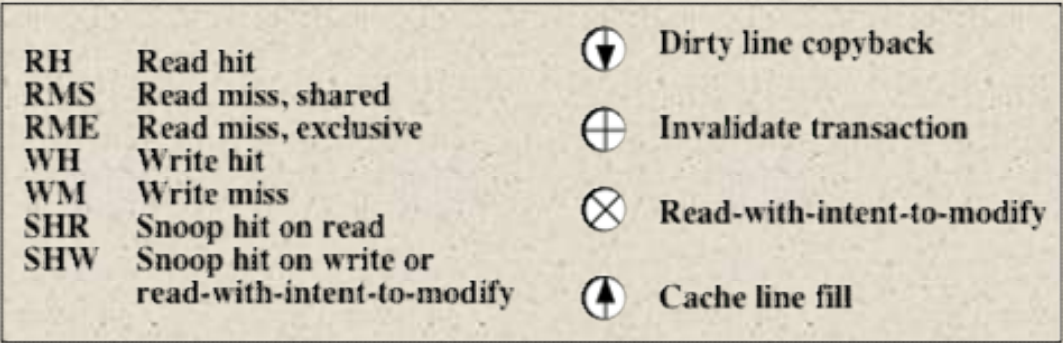 RH Read hit
RMS Read miss, shared
RME Read miss, exclusive
WH Write hit
WM Write miss
SHR Snoop hit on read
SHW Snoop hit on write or
read-with-intent-to-modify
Dirty line copyback
Invalidate transaction
Read-with-intent-to-modify
Cache line fill